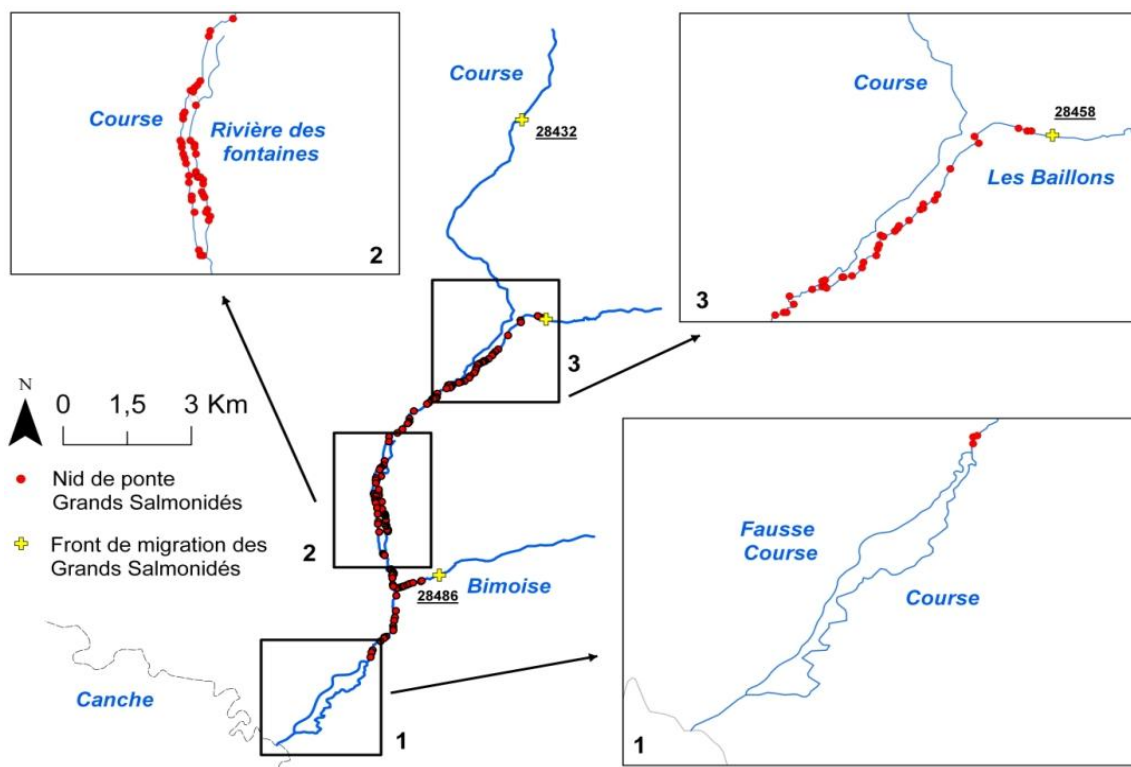 Course
Rivière des
fontaines
2
Course
28432
Course
28458
Les Baillons
3
3
N
0 1,5 3 Km
Nid de ponte
Grands Salmonidés
Front de migration des
Grands Salmonidés
2
Bimoise
28486
Canche
1
Fausse
Course
Course
1